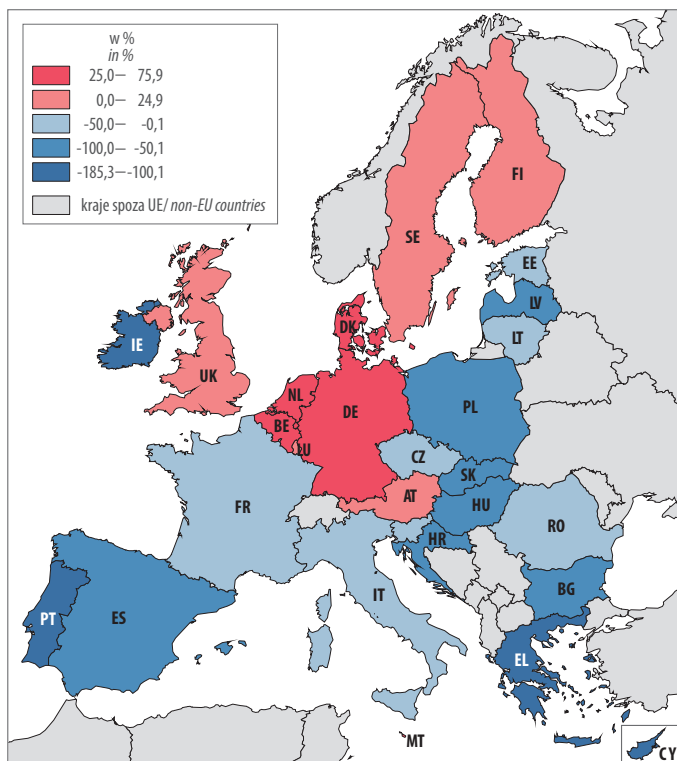 w %
in %
25,0— 75,9
0,0— 24,9
-50,0— -0,1
-100,0— -50,1
-185,3—-100,1
kraje spoza UE/ non-EU countries
FI
SE
EE
LV
DK
LT
IE
UK
NL
DE
PL
BE
LU
CZ
SK
AT
HU
FR
RO
HR
BG
IT
PT
ES
EL
MT
CY